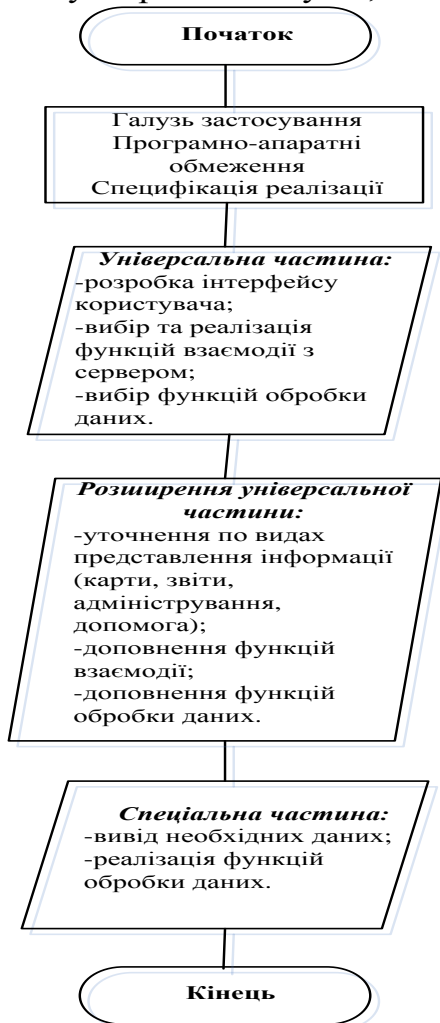 Початок
Галузь застосування
Програмно-апаратні
обмеження
Специфікація реалізації
Універсальна частина:
-розробка інтерфейсу
користувача;
-вибір та реалізація
функцій взаємодії з
сервером;
-вибір функцій обробки
даних.
Розширення універсальної
частини:
-уточнення по видах
представлення інформації
(карти, звіти,
адміністрування,
допомога);
-доповнення функцій
взаємодії;
-доповнення функцій
обробки даних.
Спеціальна частина:
-вивід необхідних даних;
-реалізація функцій
обробки даних.
Кінець